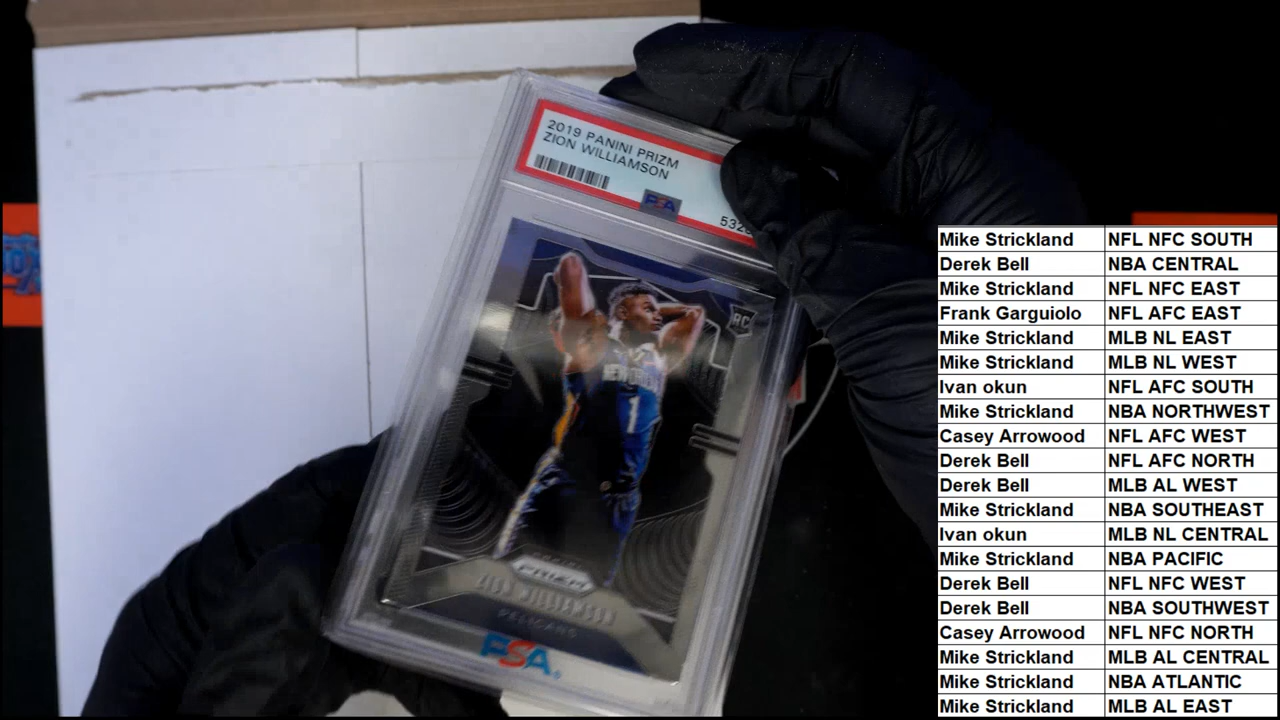 2019 PANINI PRIZM
ZION WILLIAMSON
PSA
RC
1
PRIZM
ZION WILLIAMSON
PELICANS
PSA
Mike Strickland NFL NFC SOUTH
Derek Bell NBA CENTRAL
Mike Strickland NFL NFC EAST
Frank Garguiolo NFL AFC EAST
Mike Strickland MLB NL EAST
Mike Strickland MLB NL WEST
Ivan okun NFL AFC SOUTH
Mike Strickland NBA NORTHWEST
Casey Arrowood NFL AFC WEST
Derek Bell NFL AFC NORTH
Derek Bell MLB AL WEST
Mike Strickland NBA SOUTHEAST
Ivan okun MLB NL CENTRAL
Mike Strickland NBA PACIFIC
Derek Bell NFL NFC WEST
Derek Bell NBA SOUTHWEST
Casey Arrowood NFL NFC NORTH
Mike Strickland MLB AL CENTRAL
Mike Strickland NBA ATLANTIC
Mike Strickland MLB AL EAST